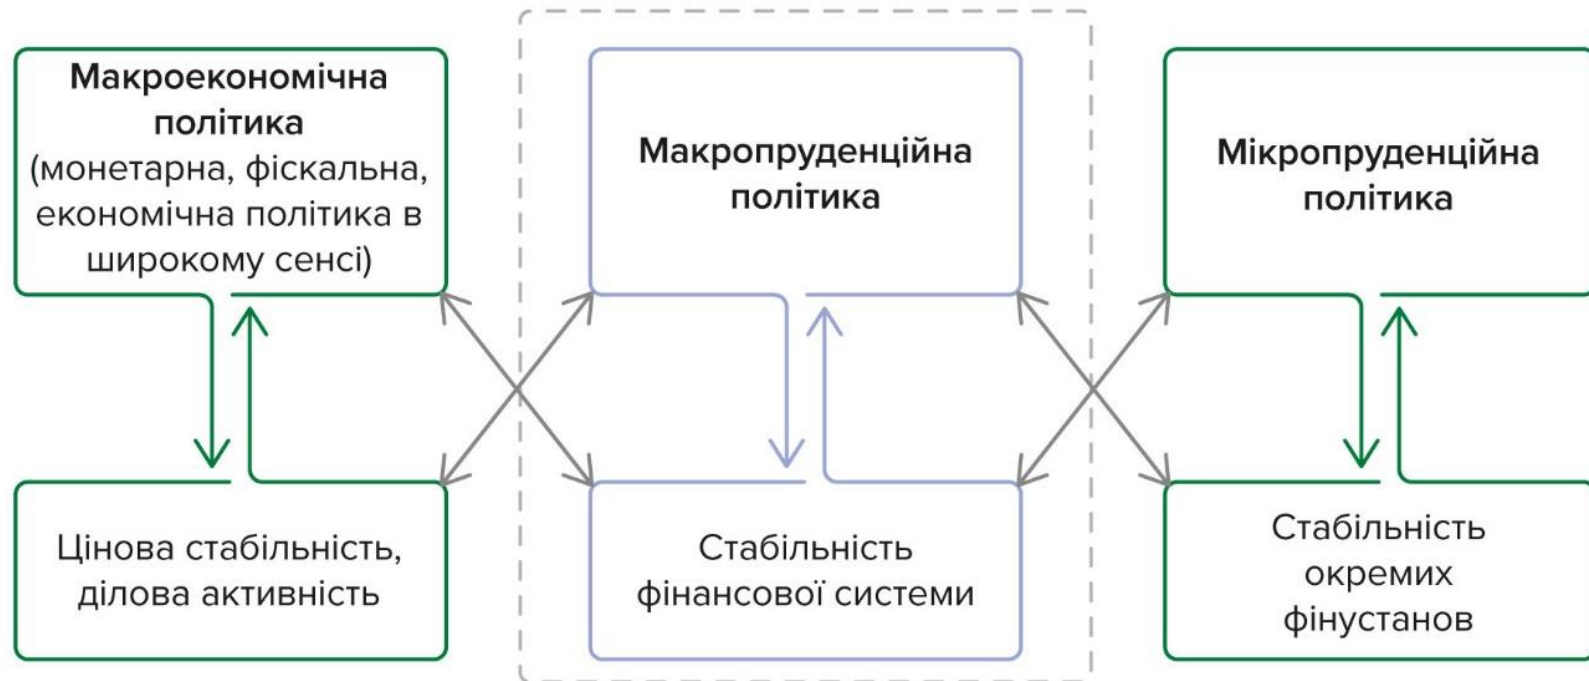 Макроекономічна
політика
(монетарна, фіскальна,
економічна політика в
широкому сенсі)
Макропруденційна
політика
Мікропруденційна
політика
Цінова стабільність,
ділова активність
Стабільність
фінансової системи
Стабільність
окремих
фінустанов